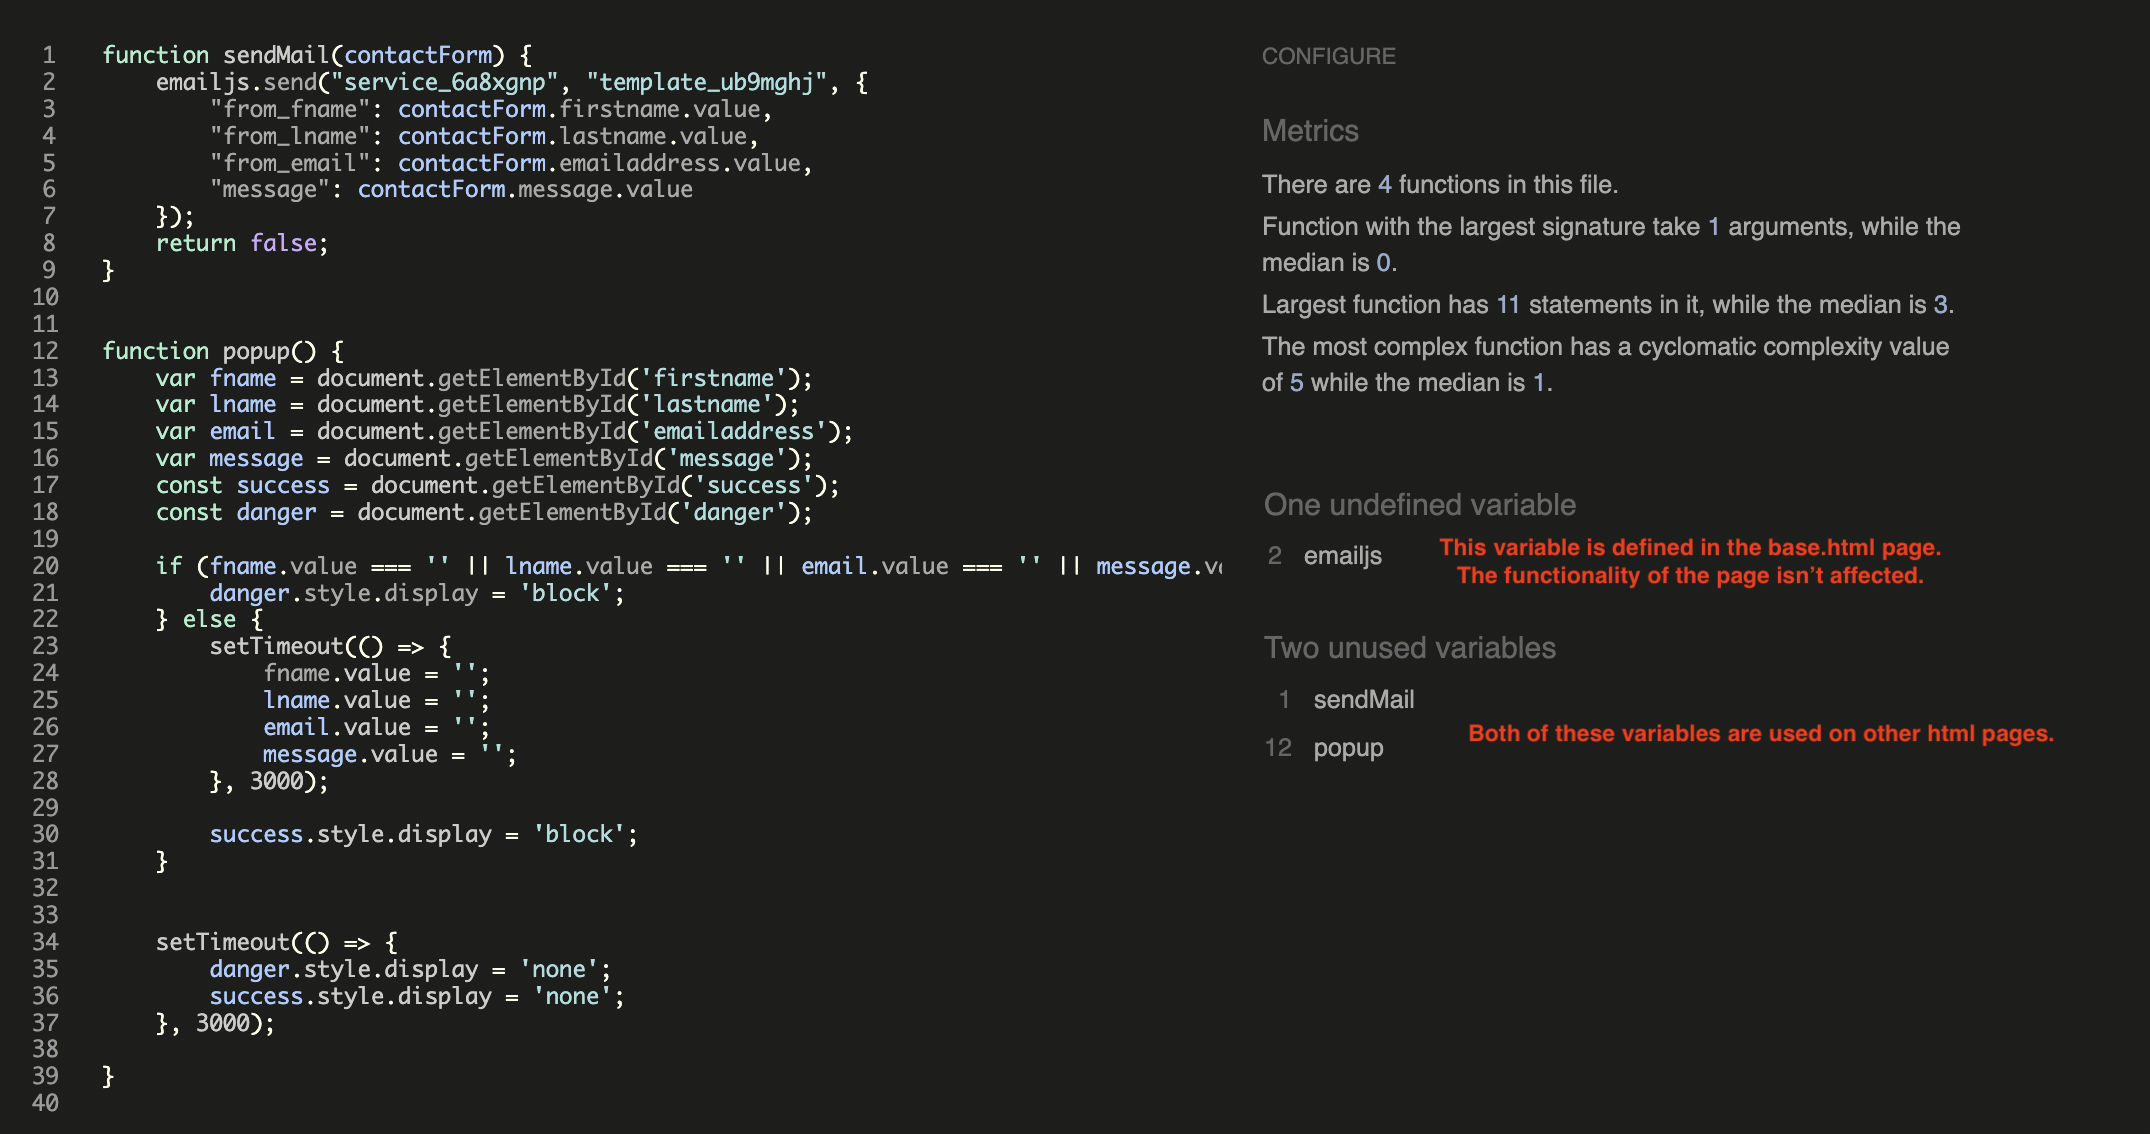 1 function sendMail(contactForm) {
2 emailjs.send("service_6a8xgnp", "template_ub9mghj", {
3 "from_fname": contactForm.firstname.value,
4 "from_lname": contactForm.lastname.value,
5 "from_email": contactForm.emailaddress.value,
6 "message": contactForm.message.value
7 });
8 return false;
9 }
10
11
12 function popup() {
13 var fname = document.getElementById('firstname');
14 var lname = document.getElementById('lastname');
15 var email = document.getElementById('emailaddress');
16 var message = document.getElementById('message');
17 const success = document.getElementById('success');
18 const danger = document.getElementById('danger');
19
20 if (fname.value === '' || lname.value === '' || email.value === '' || message.v
21 danger.style.display = 'block';
22 } else {
23 setTimeout(() => {
24 fname.value = '';
25 lname.value = '';
26 email.value = '';
27 message.value = '';
28 }, 3000);
29
30 success.style.display = 'block';
31 }
32
33
34 setTimeout(() => {
35 danger.style.display = 'none';
36 success.style.display = 'none';
37 }, 3000);
38
39 }
40
CONFIGURE
Metrics
There are 4 functions in this file.
Function with the largest signature take 1 arguments, while the
median is 0.
Largest function has 11 statements in it, while the median is 3.
The most complex function has a cyclomatic complexity value
of 5 while the median is 1.
One undefined variable
2 emailjs
This variable is defined in the base.html page.
The functionality of the page isn't affected.
Two unused variables
1 sendMail
12 popup
Both of these variables are used on other html pages.